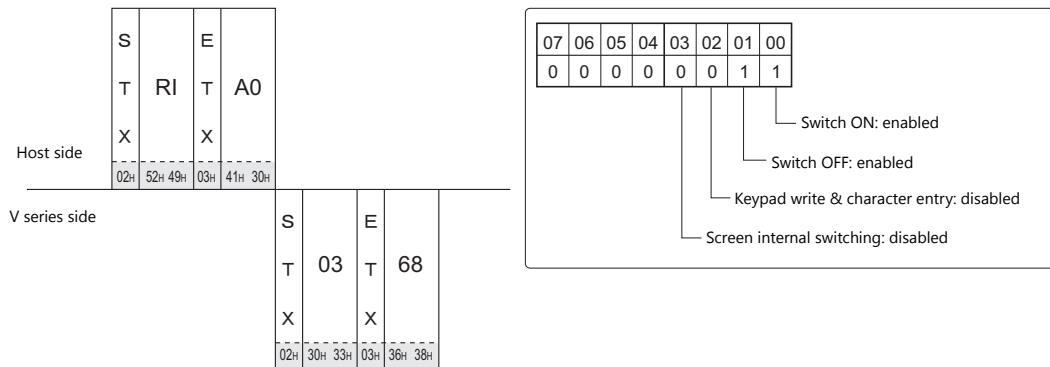 S
T
X
RI
E
T
X
A0
02H 52H 49H 03H 41H 30H
Host side
V series side
S
T
X
03
E
T
X
68
02H 30H 33H 03H 36H 38H
07 06 05 04 03 02 01 00
0 0 0 0 0 0 1 1
Switch ON: enabled
Switch OFF: enabled
Keypad write & character entry: disabled
Screen internal switching: disabled